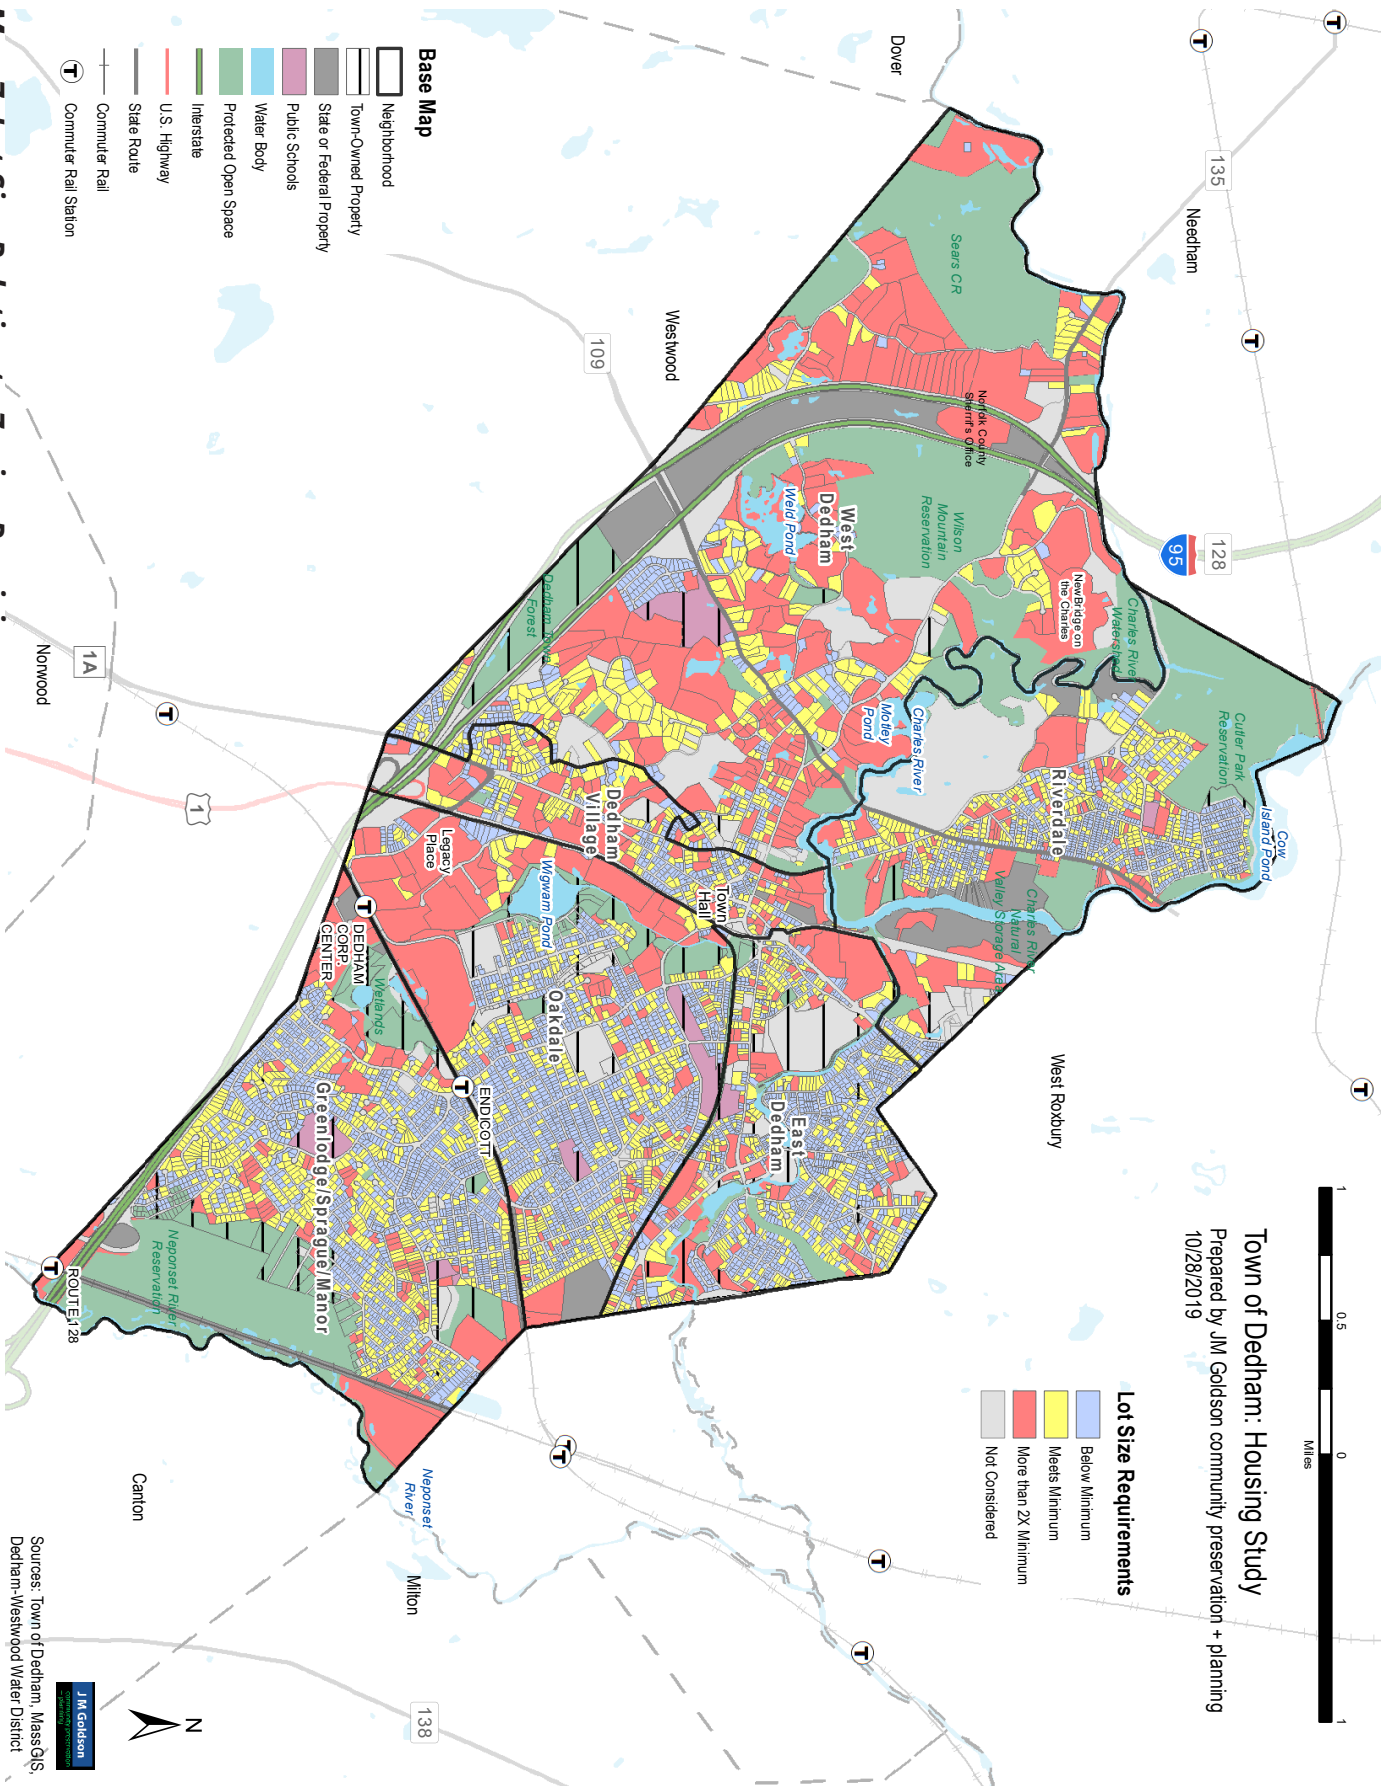 Town of Dedham: Housing Study
Prepared by JM Goldson community preservation + planning
10/28/2019
1
0.5
0
1
Miles
Lot Size Requirements
Below Minimum
Meets Minimum
More than 2X Minimum
Not Considered
Base Map
Neighborhood
Town-Owned Property
State or Federal Property
Public Schools
Water Body
Protected Open Space
Interstate
U.S. Highway
State Route
Commuter Rail
T
Commuter Rail Station
Dover
Needham
Westwood
Norwood
West Roxbury
Canton
Milton
135
128
95
109
1A
1
138
Sears CR
Norfolk County
Sherriff's Office
Wilson
Mountain
Reservation
West
Dedham
Weld Pond
NewBridge on
the Charles
Charles River
Watershed
Cutler Park
Reservation
Cow
Island Pond
Riverdale
Charles River
Motley
Pond
Charles River
Natural
Valley Storage Area
Dedham Town
Forest
Dedham
Village
Town
Hall
Legacy
Place
Wigwam Pond
Oakdale
East
Dedham
DEDHAM
CORP.
CENTER
Wetlands
ENDICOTT
Greenlodge/Sprague/Manor
Neponset River
Reservation
ROUTE 128
Neponset
River
N
JM Goldson
community preservation
+ planning
Sources: Town of Dedham, MassGIS,
Dedham-Westwood Water District